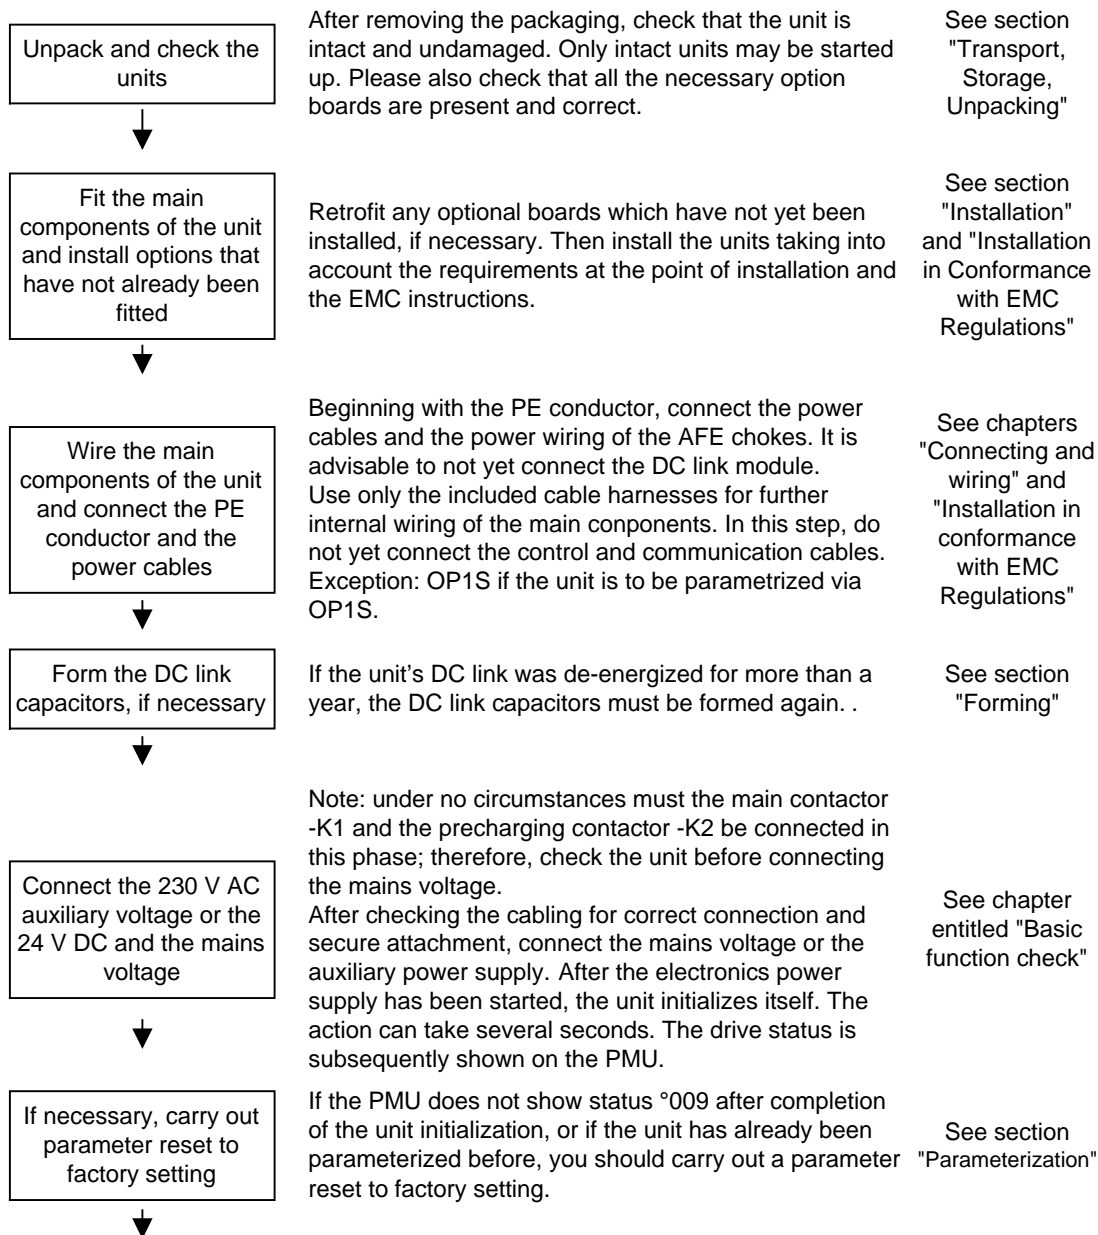 Unpack and check the
units
After removing the packaging, check that the unit is
intact and undamaged. Only intact units may be started
up. Please also check that all the necessary option
boards are present and correct.
See section
"Transport,
Storage,
Unpacking"
Fit the main
components of the unit
and install options that
have not already been
fitted
Retrofit any optional boards which have not yet been
installed, if necessary. Then install the units taking into
account the requirements at the point of installation and
the EMC instructions.
See section
"Installation"
and "Installation
in Conformance
with EMC
Regulations"
Wire the main
components of the unit
and connect the PE
conductor and the
power cables
Beginning with the PE conductor, connect the power
cables and the power wiring of the AFE chokes. It is
advisable to not yet connect the DC link module.
Use only the included cable harnesses for further
internal wiring of the main conponents. In this step, do
not yet connect the control and communication cables.
Exception: OP1S if the unit is to be parametrized via
OP1S.
See chapters
"Connecting and
wiring" and
"Installation in
conformance
with EMC
Regulations"
Form the DC link
capacitors, if necessary
If the unit’s DC link was de-energized for more than a
year, the DC link capacitors must be formed again. .
See section
"Forming"
Connect the 230 V AC
auxiliary voltage or the
24 V DC and the mains
voltage
Note: under no circumstances must the main contactor
-K1 and the precharging contactor -K2 be connected in
this phase; therefore, check the unit before connecting
the mains voltage.
After checking the cabling for correct connection and
secure attachment, connect the mains voltage or the
auxiliary power supply. After the electronics power
supply has been started, the unit initializes itself. The
action can take several seconds. The drive status is
subsequently shown on the PMU.
See chapter
entitled "Basic
function check"
If necessary, carry out
parameter reset to
factory setting
If the PMU does not show status °009 after completion
of the unit initialization, or if the unit has already been
parameterized before, you should carry out a parameter
reset to factory setting.
See section
"Parameterization"